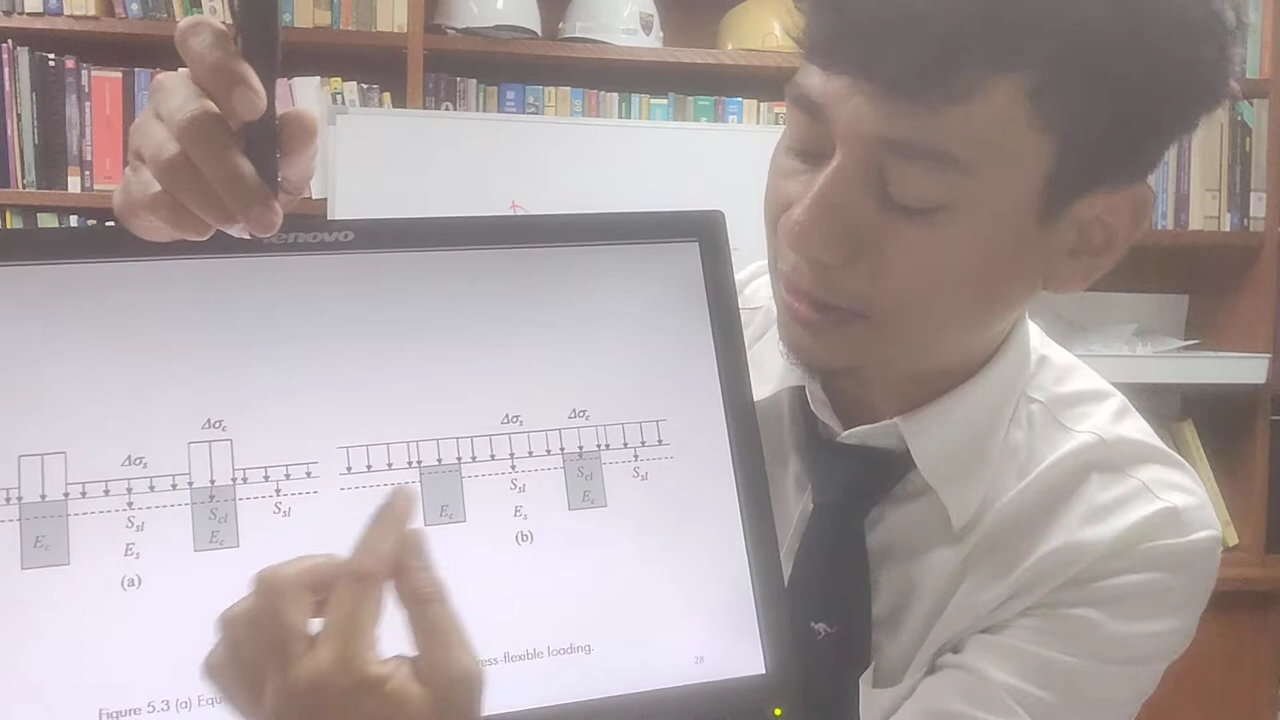 lenovo
Δσc
Δσs
Ssl
Scl
Ssl
Ec
Es
Ec
(a)
Δσs
Δσc
Scl
Ssl
Ssl
Ec
Es
Ec
(b)
ess-flexible loading.
28
Figure 5.3 (a) Equ